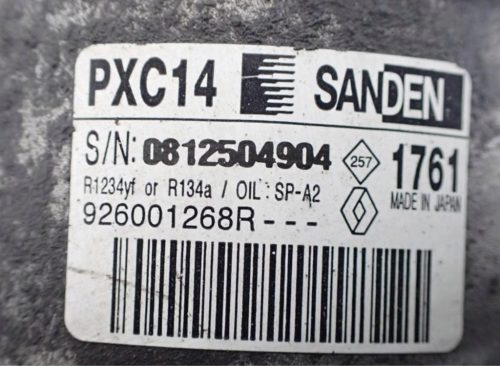 PXC14 SANDEN
S/N: 0812504904 257 1761
R1234yf or R134a / OIL: SP-A2 MADE IN JAPAN
926001268R - - -